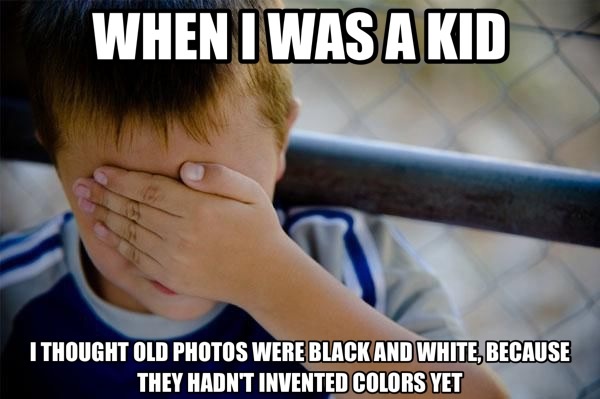 WHEN I WAS A KID
I THOUGHT OLD PHOTOS WERE BLACK AND WHITE, BECAUSE
THEY HADN'T INVENTED COLORS YET